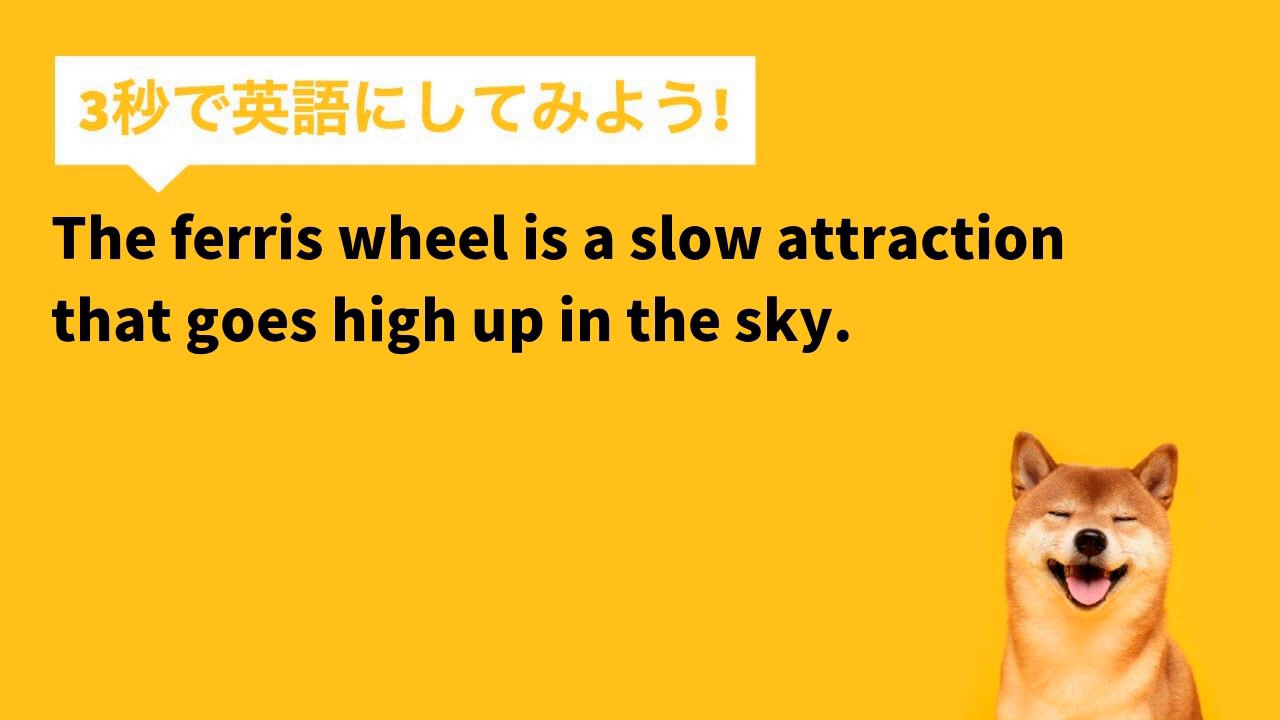 3秒で英語にしてみよう!
The ferris wheel is a slow attraction
that goes high up in the sky.